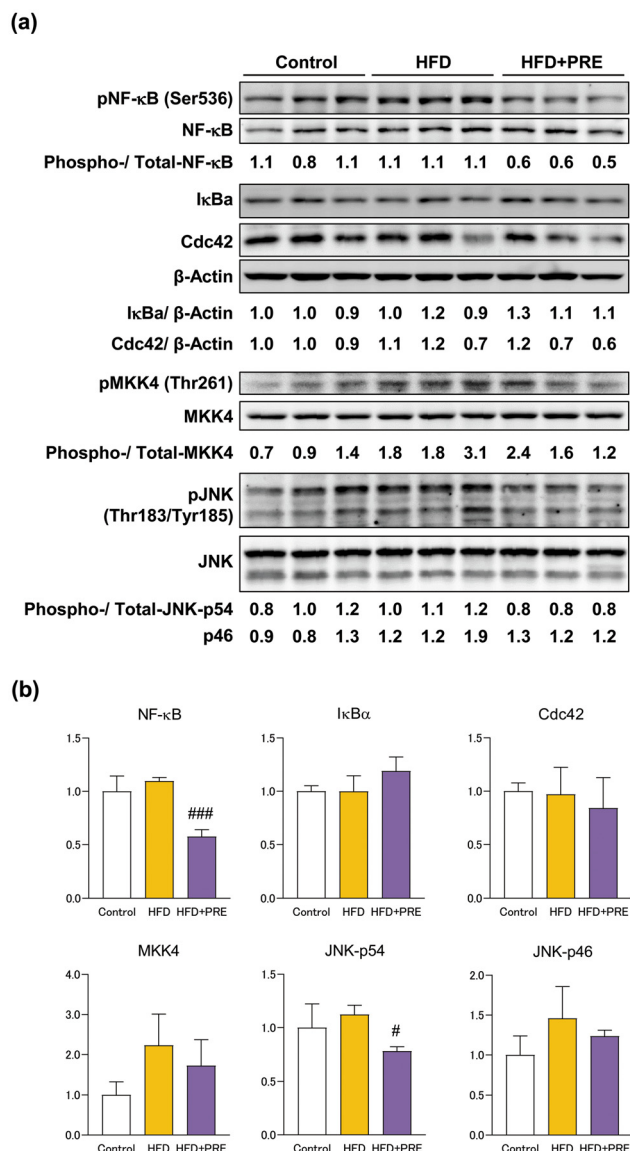 (a)
Control HFD HFD+PRE
pNF-κB (Ser536)
NF-κB
Phospho-/ Total-NF-κB 1.1 0.8 1.1 1.1 1.1 1.1 0.6 0.6 0.5
IκBa
Cdc42
β-Actin
IκBa/ β-Actin 1.0 1.0 0.9 1.0 1.2 0.9 1.3 1.1 1.1
Cdc42/ β-Actin 1.0 1.0 0.9 1.1 1.2 0.7 1.2 0.7 0.6
pMKK4 (Thr261)
MKK4
Phospho-/ Total-MKK4 0.7 0.9 1.4 1.8 1.8 3.1 2.4 1.6 1.2
pJNK
(Thr183/Tyr185)
JNK
Phospho-/ Total-JNK-p54 0.8 1.0 1.2 1.0 1.1 1.2 0.8 0.8 0.8
p46 0.9 0.8 1.3 1.2 1.2 1.9 1.3 1.2 1.2
(b)
NF-κB IκBα Cdc42
1.5 1.5 1.5
1.0 1.0 1.0
###
0.5 0.5 0.5
0.0 0.0 0.0
Control HFD HFD+PRE Control HFD HFD+PRE Control HFD HFD+PRE
MKK4 JNK-p54 JNK-p46
4.0 1.5 2.0
3.0 1.5
#
2.0 1.0 1.0
1.0 0.5 0.5
0.0 0.0 0.0
Control HFD HFD+PRE Control HFD HFD+PRE Control HFD HFD+PRE